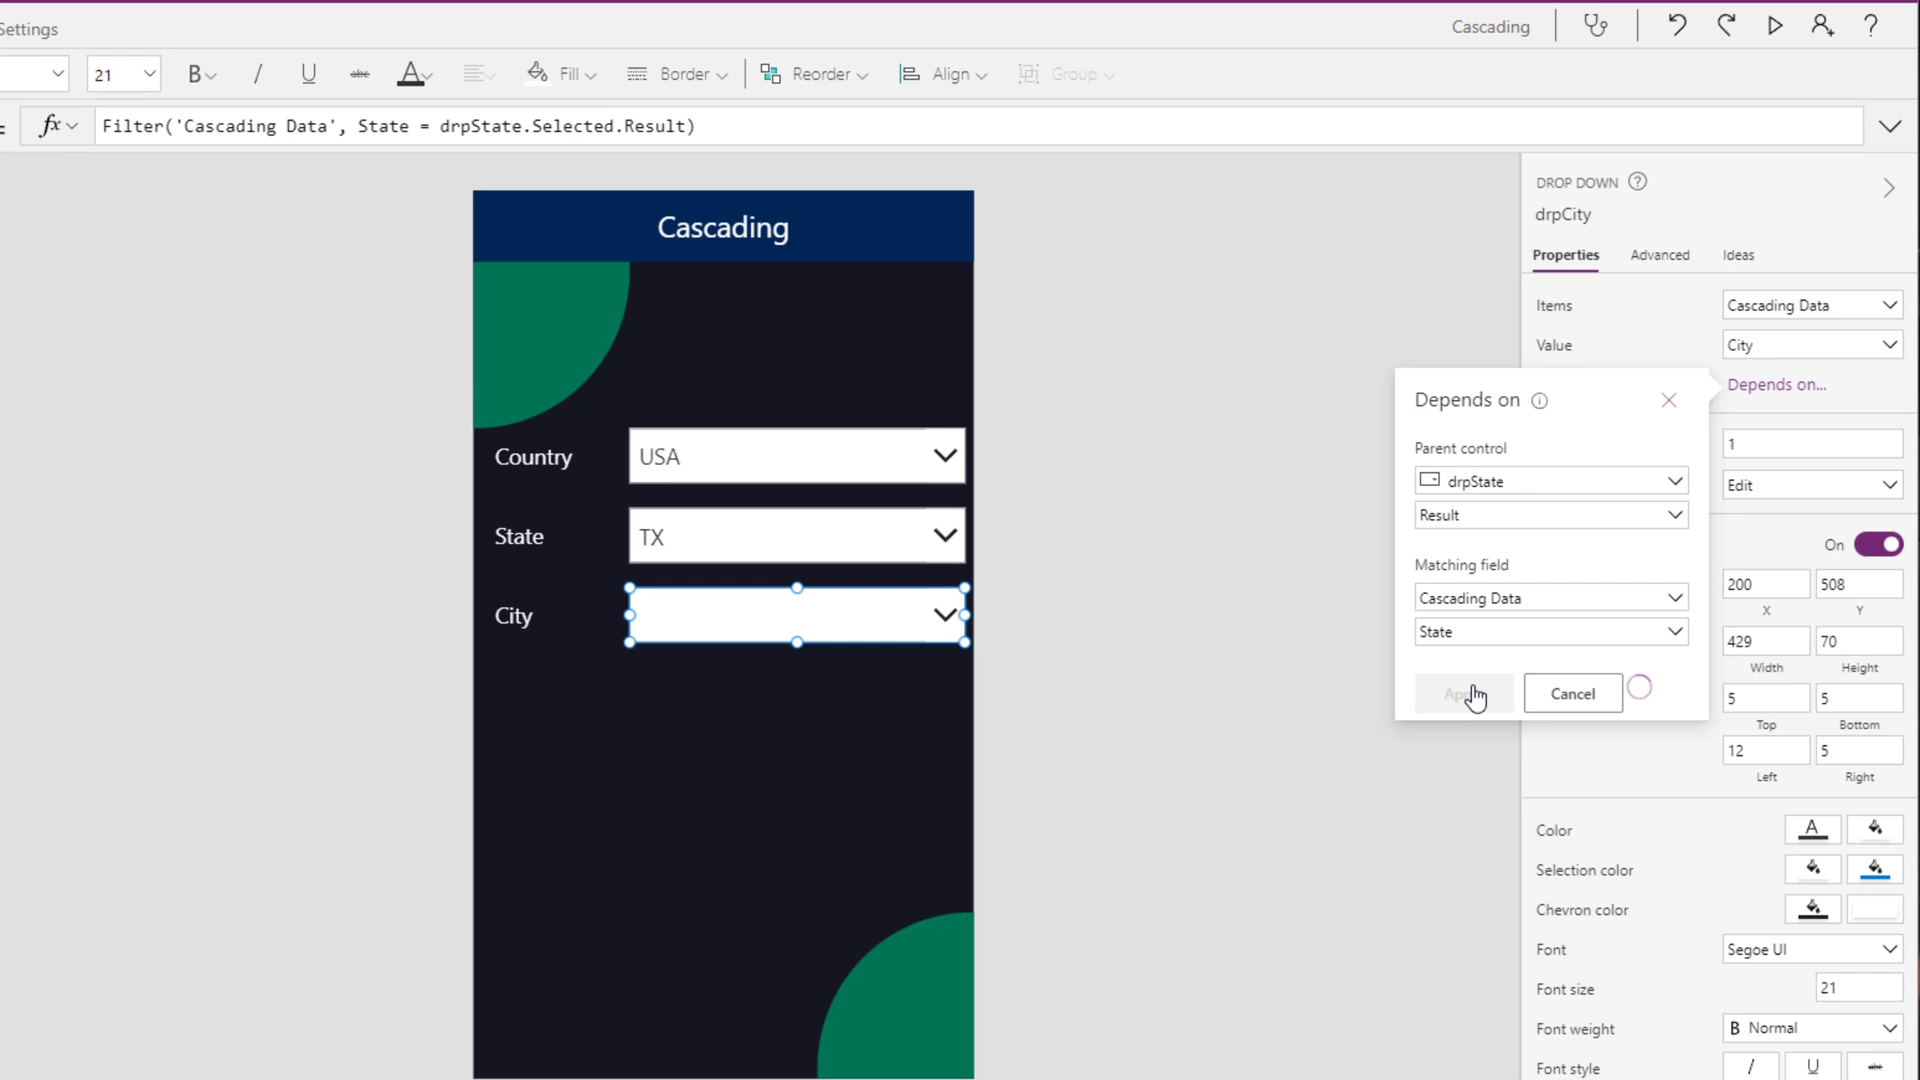 Settings
Cascading
21
B
/
U
abc
A
Fill
Border
Reorder
Align
Group
=
fx
Filter('Cascading Data', State = drpState.Selected.Result)
Cascading
Country
USA
State
TX
City
DROP DOWN
drpCity
Properties Advanced Ideas
Items
Cascading Data
Value
City
Depends on...
1
Edit
On
200 508
X Y
429 70
Width Height
5 5
Top Bottom
12 5
Left Right
Color
A
Selection color
Chevron color
Font
Segoe UI
Font size
21
Font weight
B Normal
Font style
/ U abc
Depends on
Parent control
drpState
Result
Matching field
Cascading Data
State
Cancel